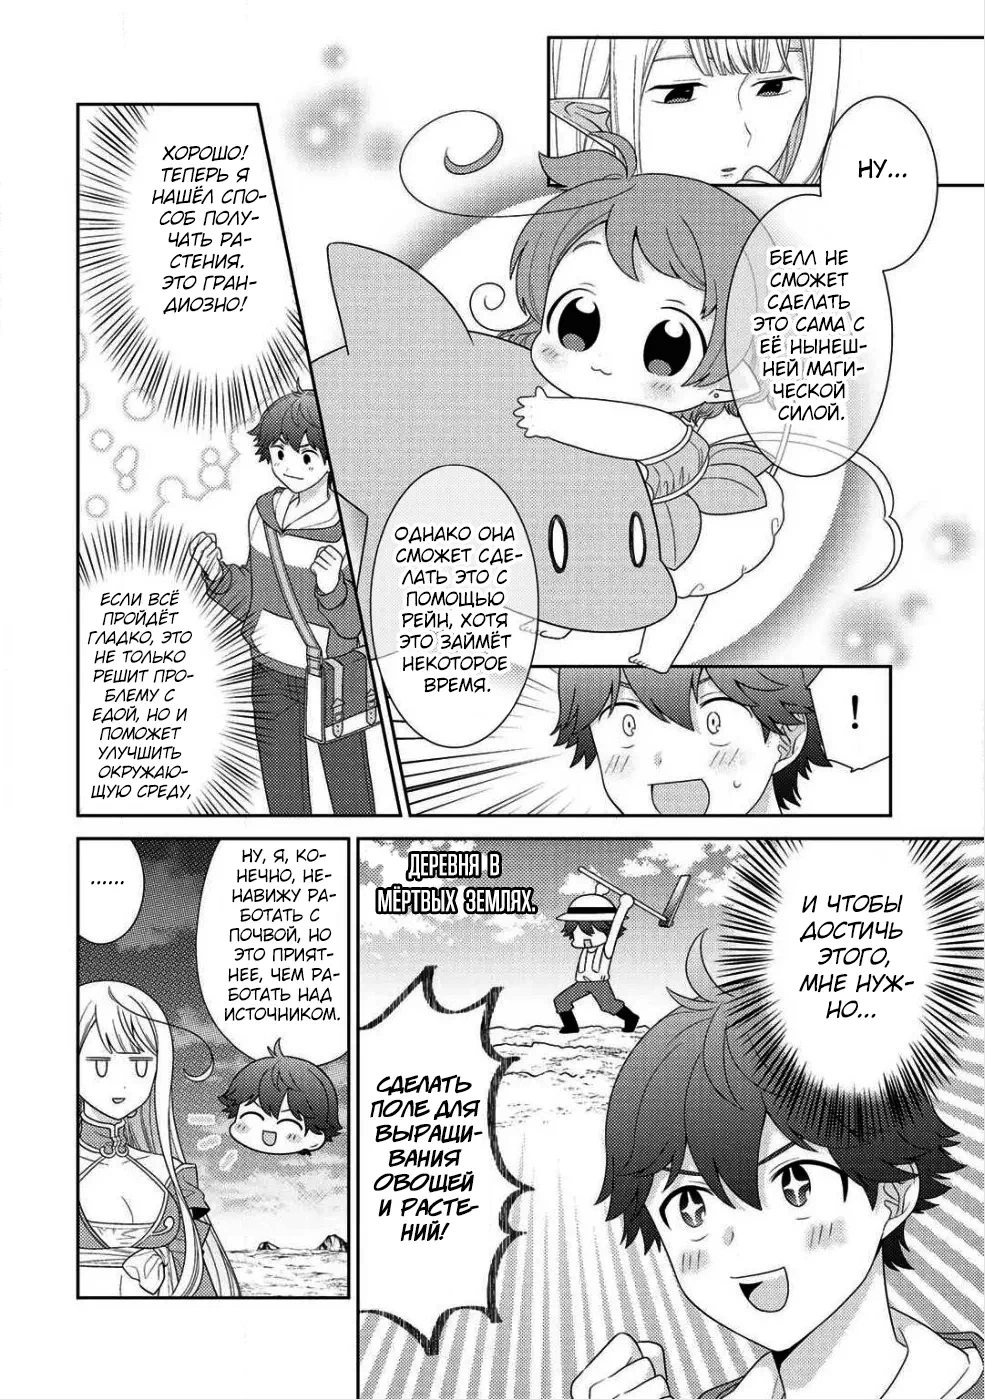 НУ...
БЕЛЛ НЕ
СМОЖЕТ
СДЕЛАТЬ
ЭТО САМА С
ЕЁ НЫНЕШ-
НЕЙ МАГИ-
ЧЕСКОЙ
СИЛОЙ.
ОДНАКО ОНА
СМОЖЕТ СДЕ-
ЛАТЬ ЭТО С
ПОМОЩЬЮ
РЕЙН, ХОТЯ
ЭТО ЗАЙМЁТ
НЕКОТОРОЕ
ВРЕМЯ.
!
ХОРОШО!
ТЕПЕРЬ Я
НАШЁЛ СПО-
СОБ ПОЛУ-
ЧАТЬ РА-
СТЕНИЯ.
ЭТО ГРАН-
ДИОЗНО!
ЕСЛИ ВСЁ
ПРОЙДЁТ
ГЛАДКО, ЭТО
НЕ ТОЛЬКО
РЕШИТ ПРО-
БЛЕМУ С
ЕДОЙ, НО И
ПОМОЖЕТ
УЛУЧШИТЬ
ОКРУЖАЮ-
ЩУЮ СРЕДУ,
И ЧТОБЫ
ДОСТИЧЬ
ЭТОГО,
МНЕ НУЖ-
НО...
ДЕРЕВНЯ В
МЁРТВЫХ ЗЕМЛЯХ.
СДЕЛАТЬ
ПОЛЕ ДЛЯ
ВЫРАЩИ-
ВАНИЯ
ОВОЩЕЙ
И РАСТЕ-
НИЙ!
НУ, Я, КО-
НЕЧНО, НЕ-
НАВИЖУ РА-
БОТАТЬ С
ПОЧВОЙ, НО
ЭТО ПРИЯТ-
НЕЕ, ЧЕМ РА-
БОТАТЬ НАД
ИСТОЧНИКОМ.
......